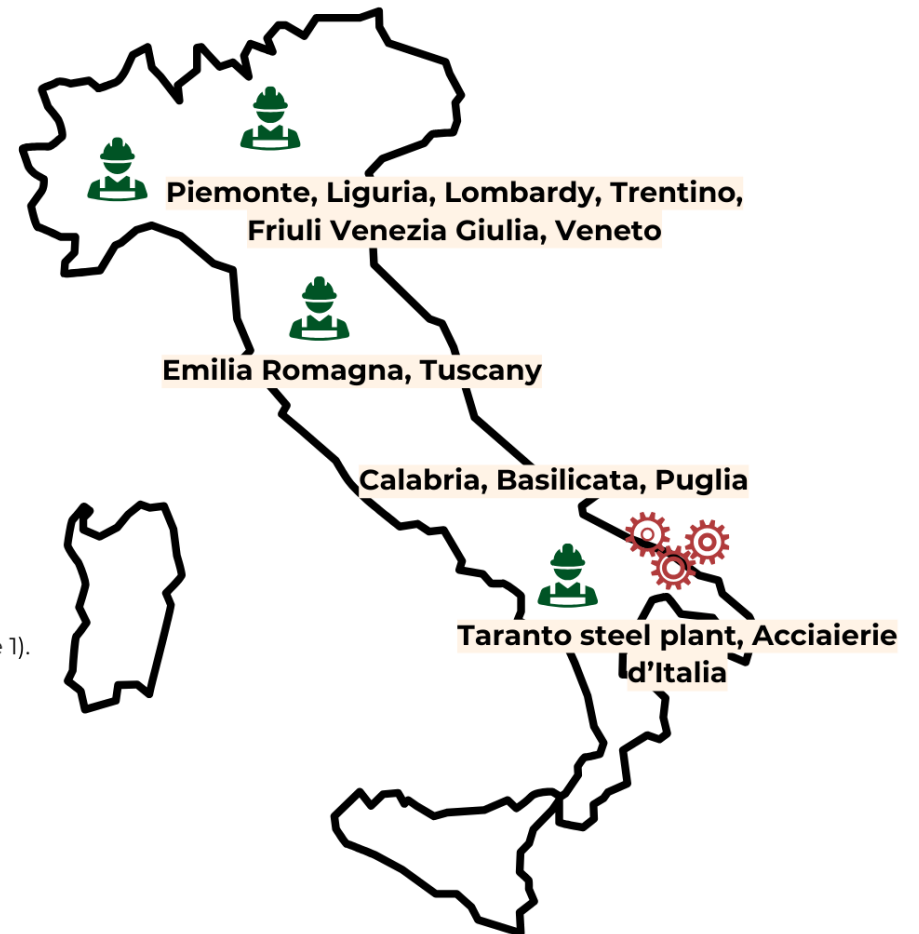 Piemonte, Liguria, Lombardy, Trentino,
Friuli Venezia Giulia, Veneto
Emilia Romagna, Tuscany
Calabria, Basilicata, Puglia
Taranto steel plant, Acciaierie
d’Italia
1).